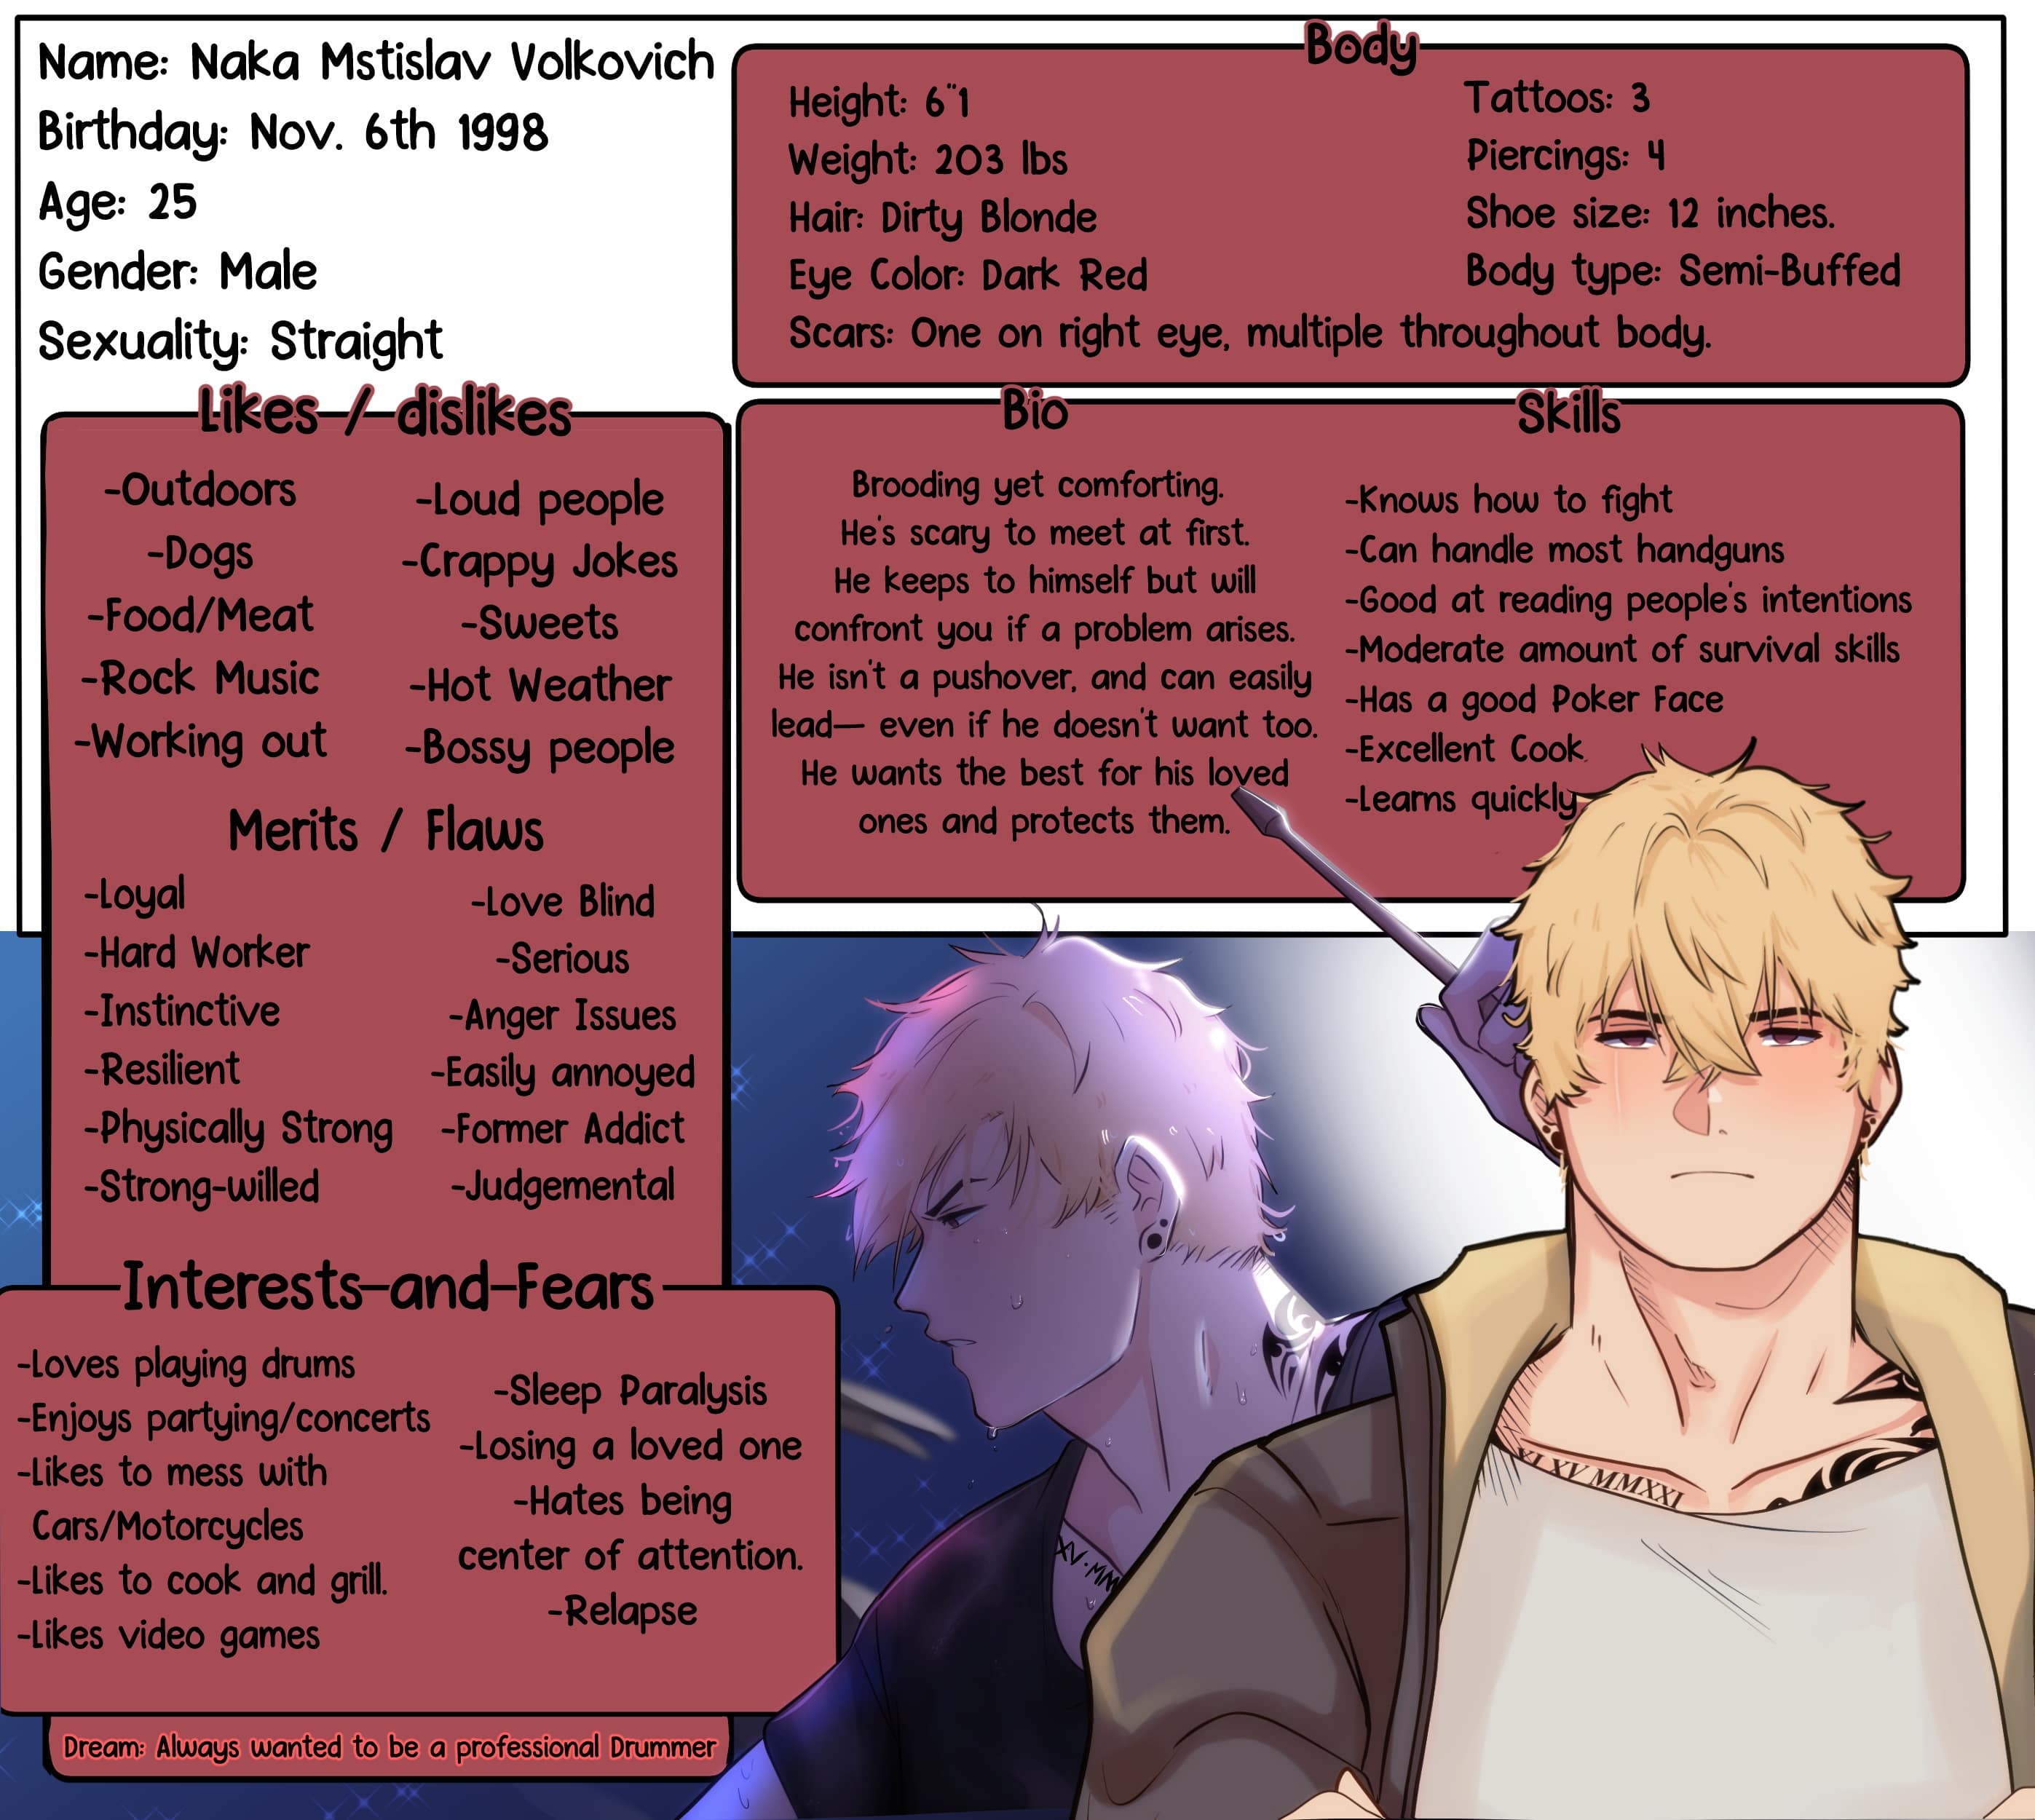 Name: Naka Mstislav Volkovich
Birthday: Nov. 6th 1998
Age: 25
Gender: Male
Sexuality: Straight
Body
Height: 6"1
Weight: 203 lbs
Hair: Dirty Blonde
Eye Color: Dark Red
Scars: One on right eye, multiple throughout body.
Tattoos: 3
Piercings: 4
Shoe size: 12 inches.
Body type: Semi-Buffed
Likes / dislikes
-Outdoors
-Dogs
-Food/Meat
-Rock Music
-Working out
-Loud people
-Crappy Jokes
-Sweets
-Hot Weather
-Bossy people
Merits / Flaws
-Loyal
-Hard Worker
-Instinctive
-Resilient
-Physically Strong
-Strong-willed
-Love Blind
-Serious
-Anger Issues
-Easily annoyed
-Former Addict
-Judgemental
Bio
Brooding yet comforting.
He's scary to meet at first.
He keeps to himself but will
confront you if a problem arises.
He isn't a pushover, and can easily
lead— even if he doesn't want too.
He wants the best for his loved
ones and protects them.
Skills
-Knows how to fight
-Can handle most handguns
-Good at reading people's intentions
-Moderate amount of survival skills
-Has a good Poker Face
-Excellent Cook
-Learns quickly
Interests-and-Fears
-Loves playing drums
-Enjoys partying/concerts
-Likes to mess with
Cars/Motorcycles
-Likes to cook and grill.
-Likes video games
-Sleep Paralysis
-Losing a loved one
-Hates being
center of attention.
-Relapse
Dream: Always wanted to be a professional Drummer
XV MMXXI